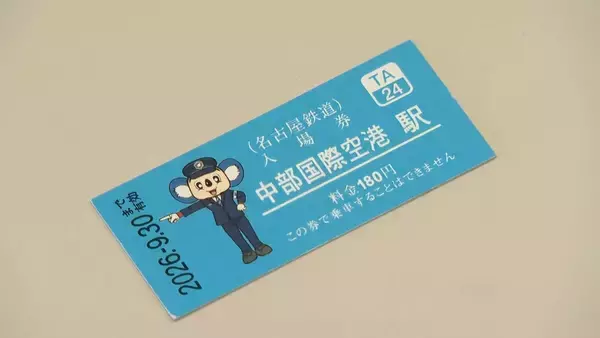 TA
24
(名古屋鉄道)
入場券
中部国際空港 駅
料金180円
この券で乗車することはできません
2026.-9.30まで有効